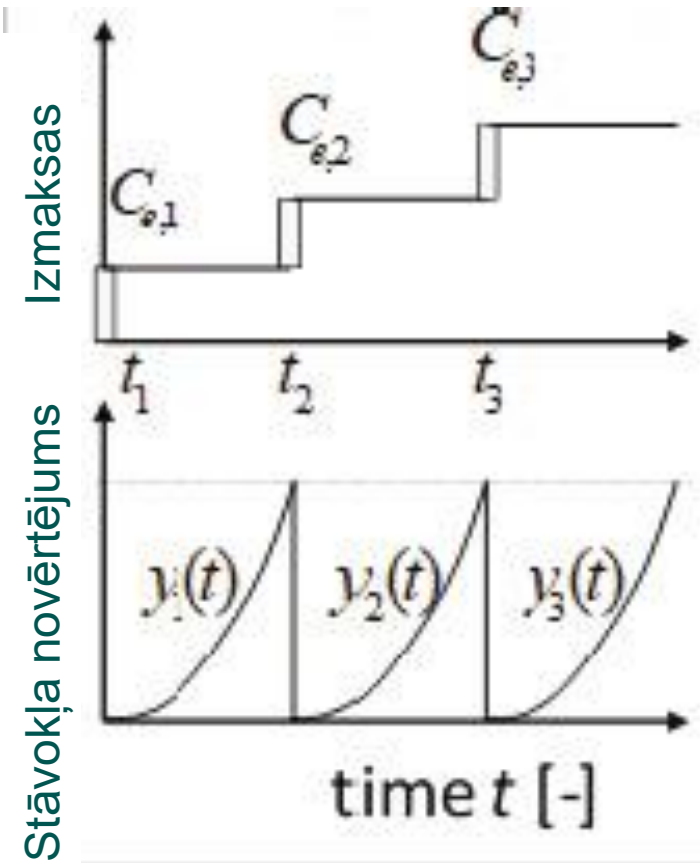 Izmaksas
C_e,1
C_e,2
C_e,3
t_1
t_2
t_3
Stāvokļa novērtējums
y_1(t)
y_2(t)
y_3(t)
time t [-]